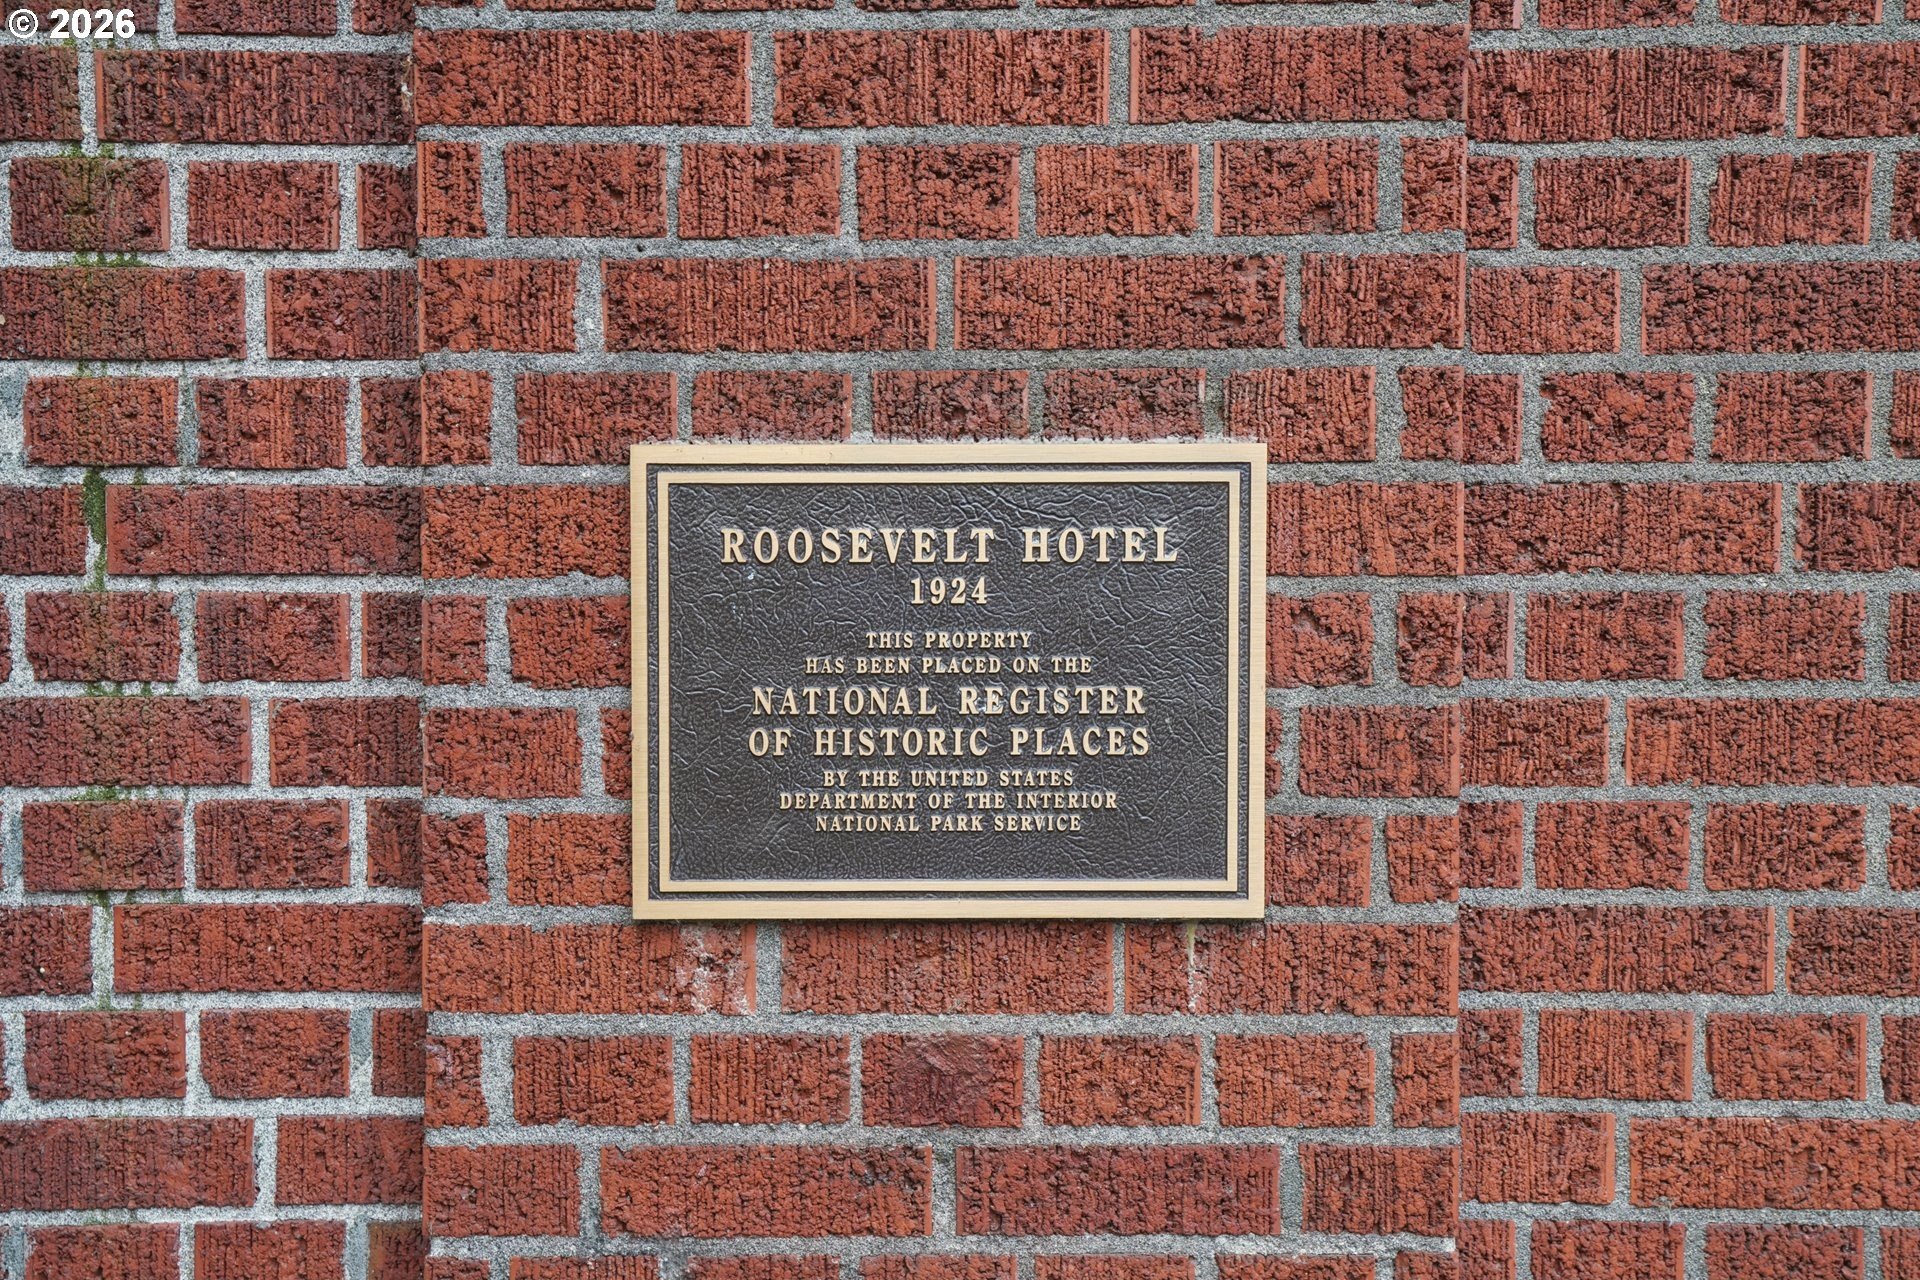 © 2026
ROOSEVELT HOTEL
1924
THIS PROPERTY
HAS BEEN PLACED ON THE
NATIONAL REGISTER
OF HISTORIC PLACES
BY THE UNITED STATES
DEPARTMENT OF THE INTERIOR
NATIONAL PARK SERVICE